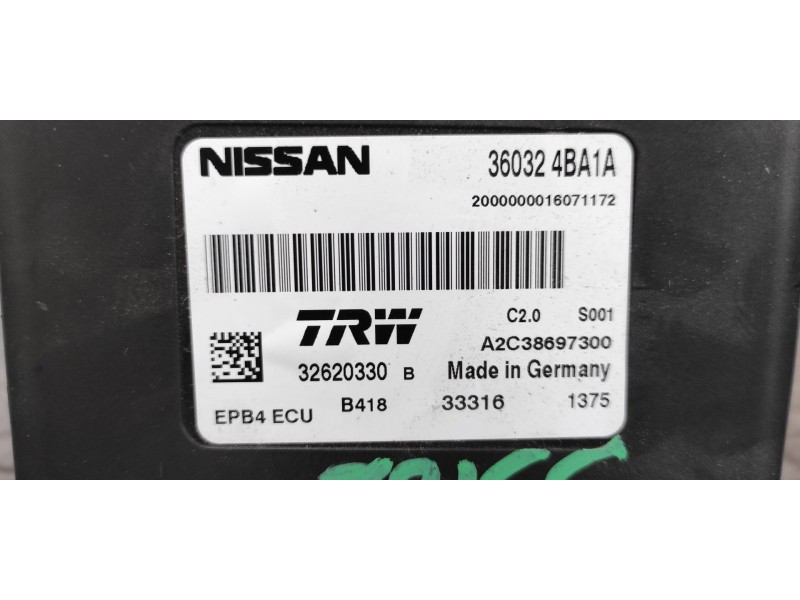 NISSAN 36032 4BA1A
2000000016071172
TRW C2.0 S001
A2C38697300
32620330 B Made in Germany
EPB4 ECU B418 33316 1375